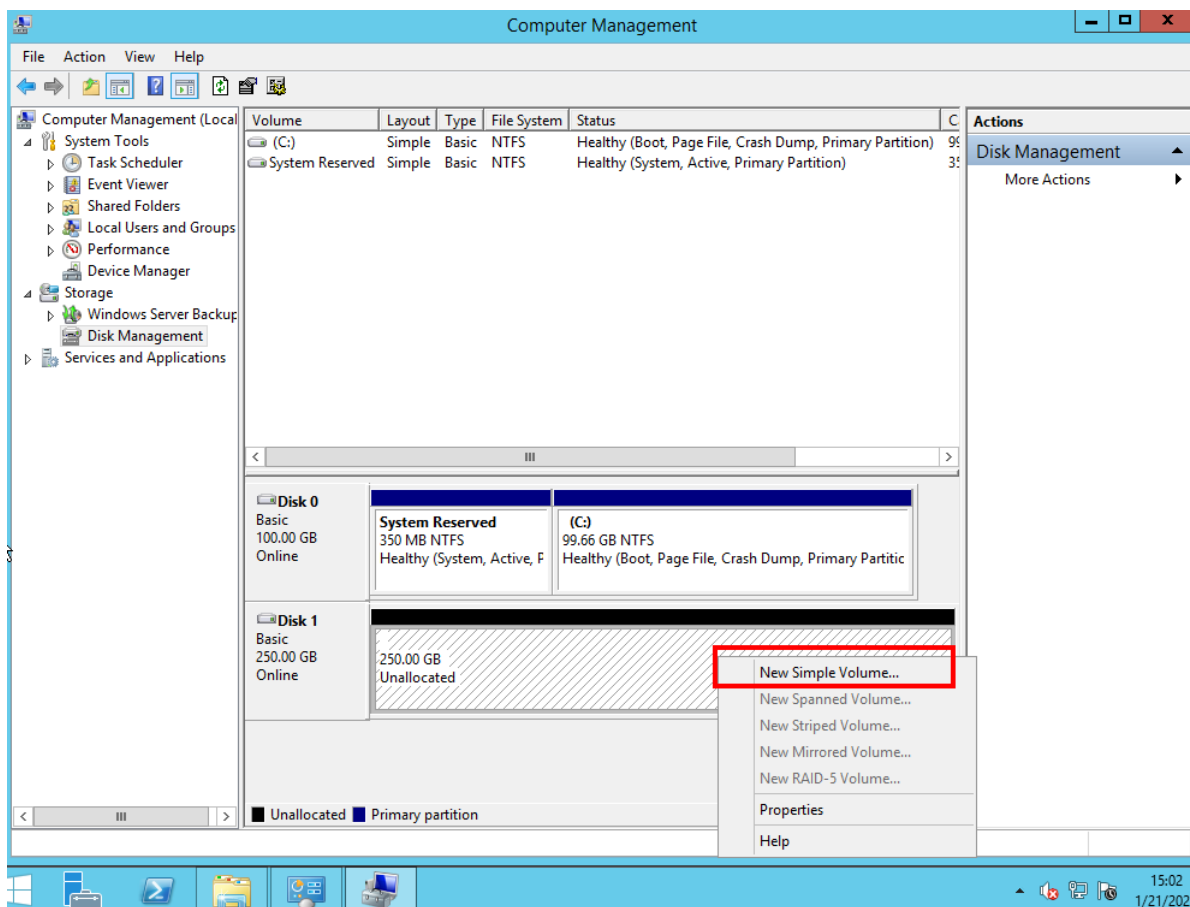 Computer Management
File Action View Help
Computer Management (Local
System Tools
Task Scheduler
Event Viewer
Shared Folders
Local Users and Groups
Performance
Device Manager
Storage
Windows Server Backup
Disk Management
Services and Applications
Volume Layout Type File System Status C
(C:) Simple Basic NTFS Healthy (Boot, Page File, Crash Dump, Primary Partition) 99
System Reserved Simple Basic NTFS Healthy (System, Active, Primary Partition) 35
Actions
Disk Management
More Actions
Disk 0
Basic
100.00 GB
Online
System Reserved
350 MB NTFS
Healthy (System, Active, P
(C:)
99.66 GB NTFS
Healthy (Boot, Page File, Crash Dump, Primary Partitic
Disk 1
Basic
250.00 GB
Online
250.00 GB
Unallocated
New Simple Volume...
New Spanned Volume...
New Striped Volume...
New Mirrored Volume...
New RAID-5 Volume...
Properties
Help
Unallocated Primary partition
15:02
1/21/202